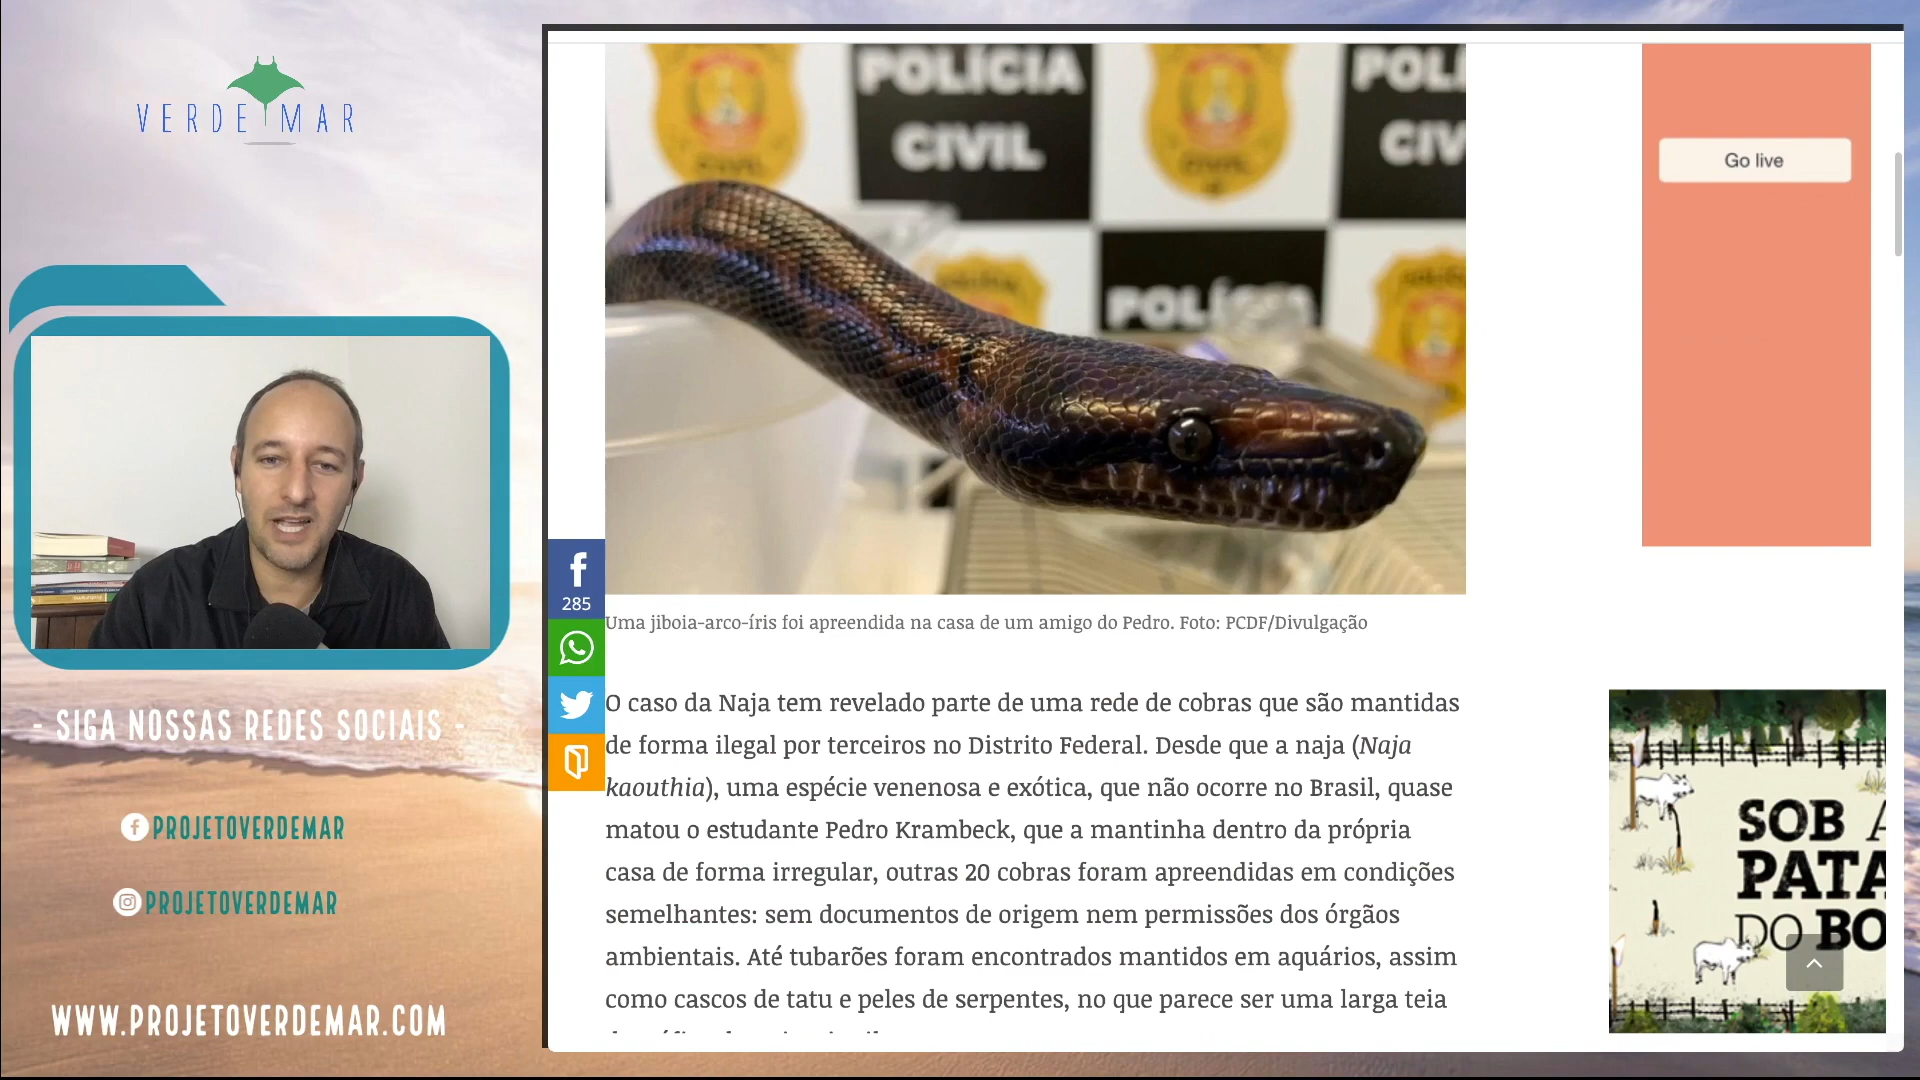 VERDE MAR
- SIGA NOSSAS REDES SOCIAIS -
PROJETOVERDEMAR
PROJETOVERDEMAR
WWW.PROJETOVERDEMAR.COM
POLÍCIA
CIVIL
POLÍCIA
285
Uma jiboia-arco-íris foi apreendida na casa de um amigo do Pedro. Foto: PCDF/Divulgação
O caso da Naja tem revelado parte de uma rede de cobras que são mantidas
de forma ilegal por terceiros no Distrito Federal. Desde que a naja (Naja
kaouthia), uma espécie venenosa e exótica, que não ocorre no Brasil, quase
matou o estudante Pedro Krambeck, que a mantinha dentro da própria
casa de forma irregular, outras 20 cobras foram apreendidas em condições
semelhantes: sem documentos de origem nem permissões dos órgãos
ambientais. Até tubarões foram encontrados mantidos em aquários, assim
como cascos de tatu e peles de serpentes, no que parece ser uma larga teia
Go live
SOB A
PATA
DO BO